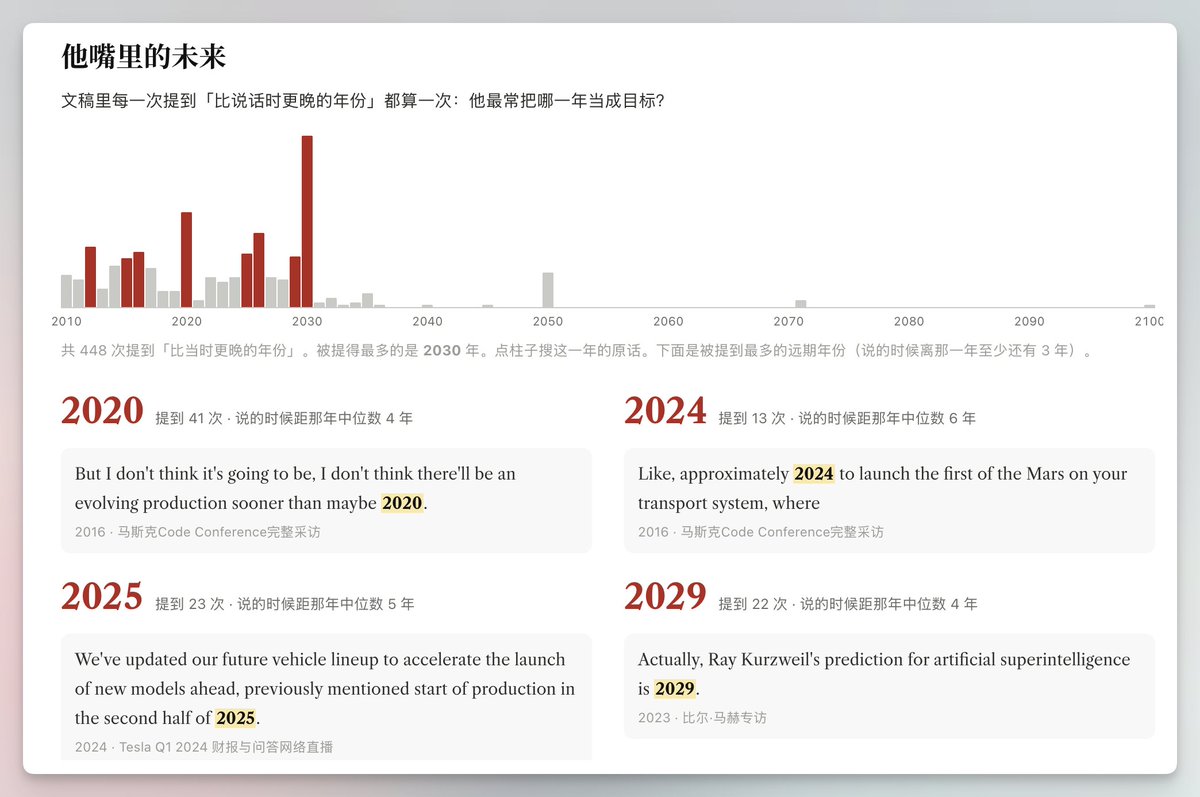 他嘴里的未来
文稿里每一次提到「比说话时更晚的年份」都算一次：他最常把哪一年当成目标？
2010 2020 2030 2040 2050 2060 2070 2080 2090 2100
共 448 次提到「比当时更晚的年份」。被提得最多的是 2030 年。点柱子搜这一年的原话。下面是被提到最多的远期年份（说的时候离那一年至少还有 3 年）。
2020 提到 41 次 · 说的时候距那年中位数 4 年
But I don't think it's going to be, I don't think there'll be an
evolving production sooner than maybe 2020.
2016 · 马斯克Code Conference完整采访
2024 提到 13 次 · 说的时候距那年中位数 6 年
Like, approximately 2024 to launch the first of the Mars on your
transport system, where
2016 · 马斯克Code Conference完整采访
2025 提到 23 次 · 说的时候距那年中位数 5 年
We've updated our future vehicle lineup to accelerate the launch
of new models ahead, previously mentioned start of production in
the second half of 2025.
2024 · Tesla Q1 2024 财报与问答网络直播
2029 提到 22 次 · 说的时候距那年中位数 4 年
Actually, Ray Kurzweil's prediction for artificial superintelligence
is 2029.
2023 · 比尔·马赫专访